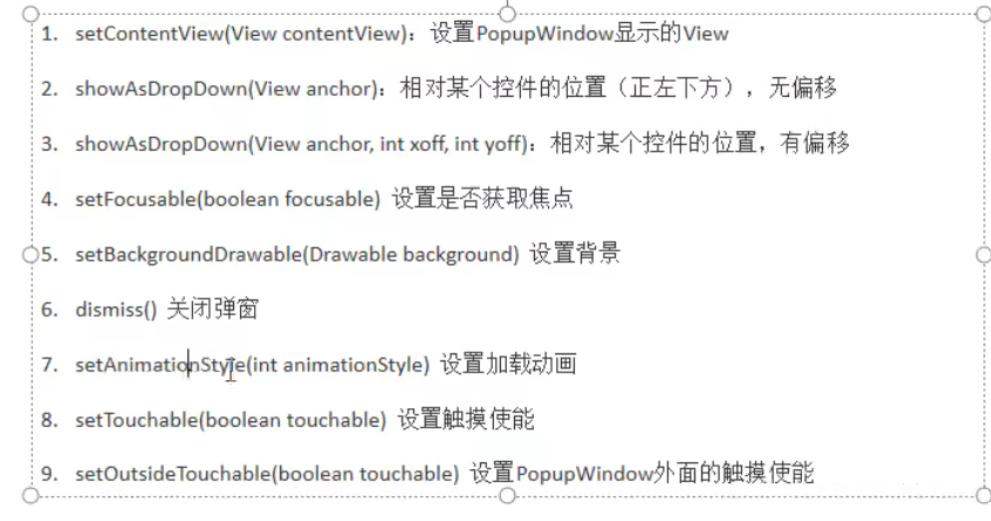 1. setContentView(View contentView)：设置PopupWindow显示的View
2. showAsDropDown(View anchor)：相对某个控件的位置（正左下方），无偏移
3. showAsDropDown(View anchor, int xoff, int yoff)：相对某个控件的位置，有偏移
4. setFocusable(boolean focusable) 设置是否获取焦点
5. setBackgroundDrawable(Drawable background) 设置背景
6. dismiss() 关闭弹窗
7. setAnimationStyle(int animationStyle) 设置加载动画
8. setTouchable(boolean touchable) 设置触摸使能
9. setOutsideTouchable(boolean touchable) 设置PopupWindow外面的触摸使能